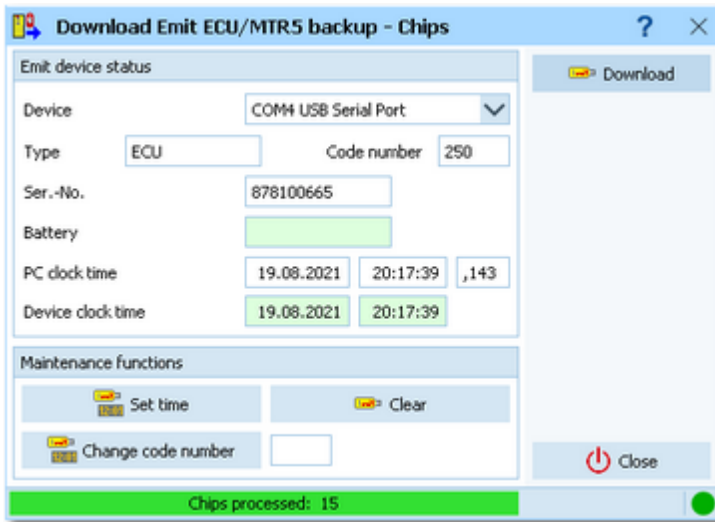 Download Emit ECU/MTR5 backup - Chips ?
Emit device status
Download
Device COM4 USB Serial Port
Type ECU Code number 250
Ser.-No. 878100665
Battery
PC clock time 19.08.2021 20:17:39 ,143
Device clock time 19.08.2021 20:17:39
Maintenance functions
Set time Clear
Change code number
Close
Chips processed: 15